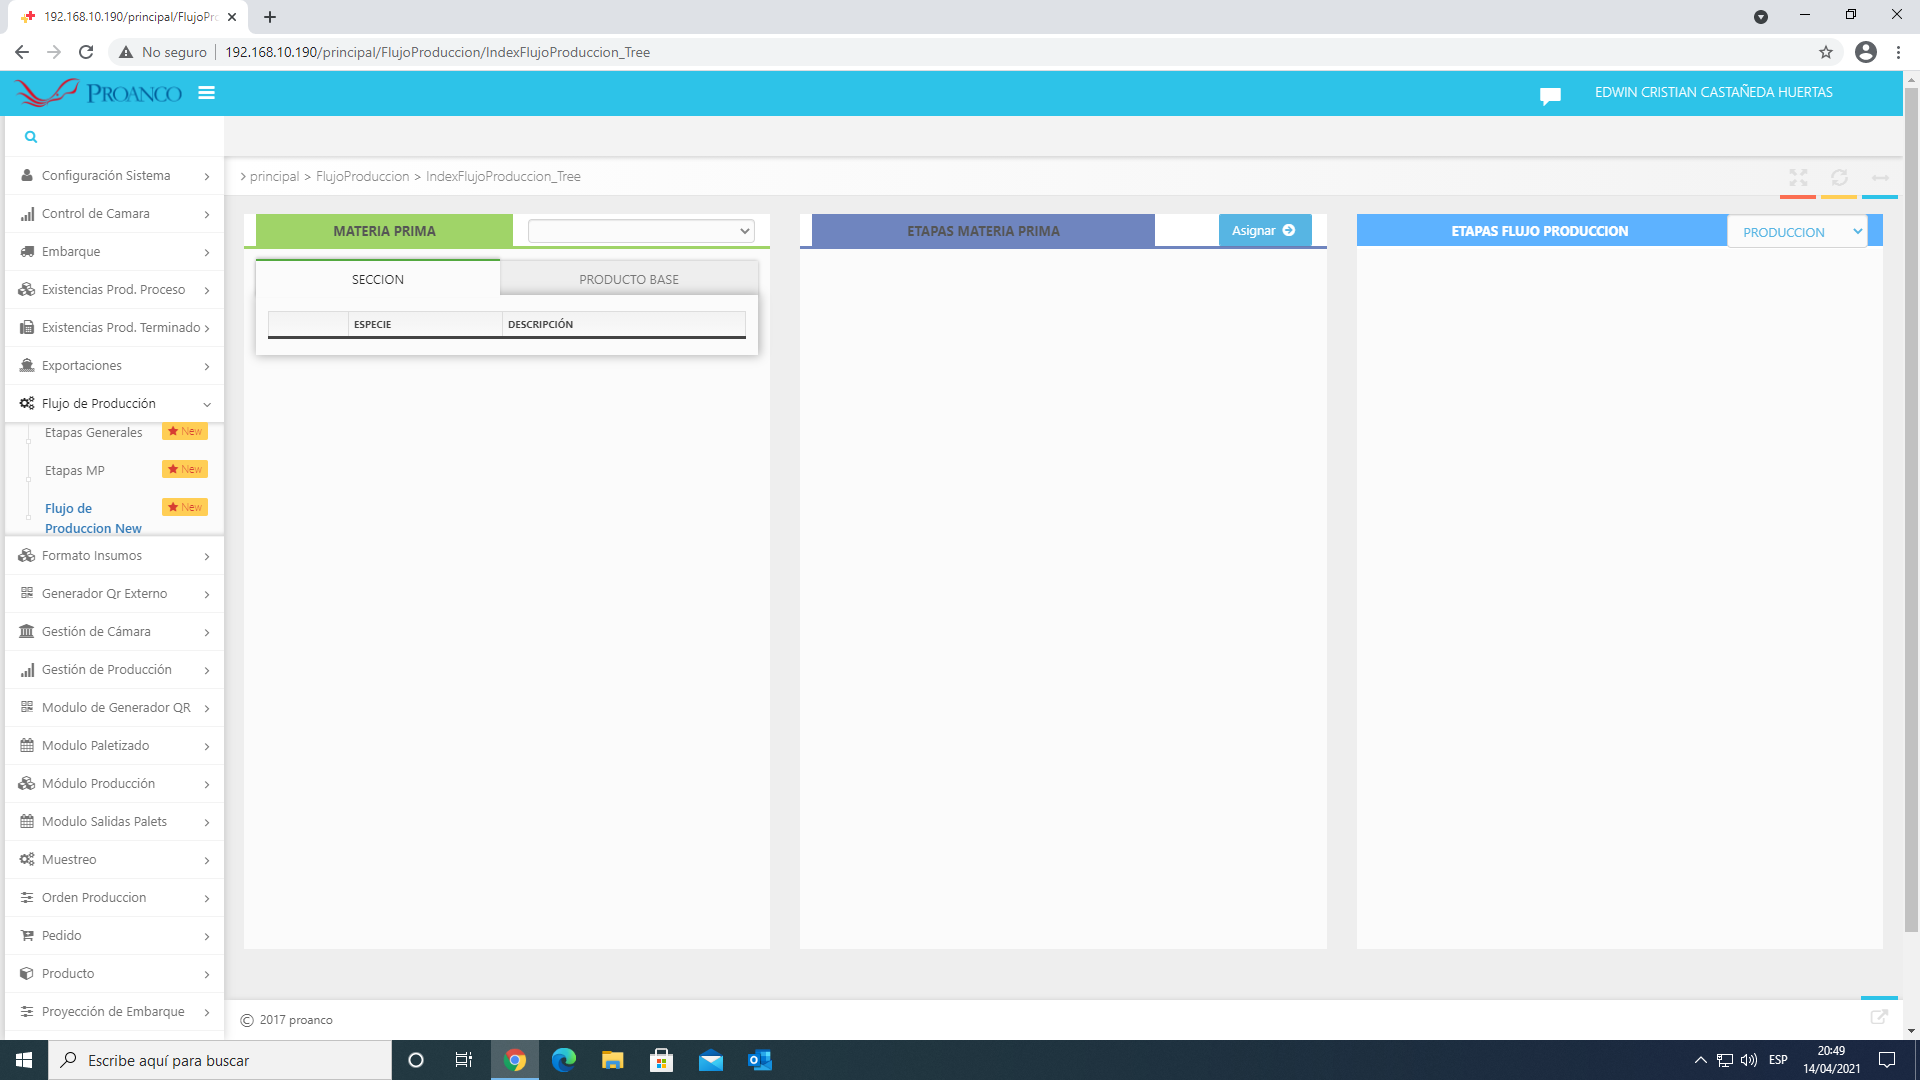 192.168.10.190/principal/FlujoPro
No seguro
192.168.10.190/principal/FlujoProduccion/IndexFlujoProduccion_Tree
PROANCO
EDWIN CRISTIAN CASTAÑEDA HUERTAS
Configuración Sistema
Control de Camara
Embarque
Existencias Prod. Proceso
Existencias Prod. Terminado
Exportaciones
Flujo de Producción
Etapas Generales
New
Etapas MP
New
Flujo de
Produccion New
New
Formato Insumos
Generador Qr Externo
Gestión de Cámara
Gestión de Producción
Modulo de Generador QR
Modulo Paletizado
Módulo Producción
Modulo Salidas Palets
Muestreo
Orden Produccion
Pedido
Producto
Proyección de Embarque
> principal > FlujoProduccion > IndexFlujoProduccion_Tree
MATERIA PRIMA
SECCION
PRODUCTO BASE
ESPECIE
DESCRIPCIÓN
ETAPAS MATERIA PRIMA
Asignar
ETAPAS FLUJO PRODUCCION
PRODUCCION
© 2017 proanco
Escribe aquí para buscar
ESP
20:49
14/04/2021